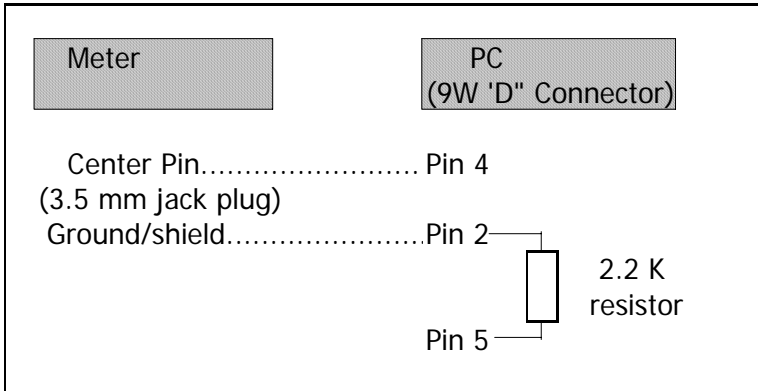 Meter
PC
(9W 'D" Connector)
Center Pin......................... Pin 4
(3.5 mm jack plug)
Ground/shield.......................Pin 2
2.2 K
resistor
Pin 5